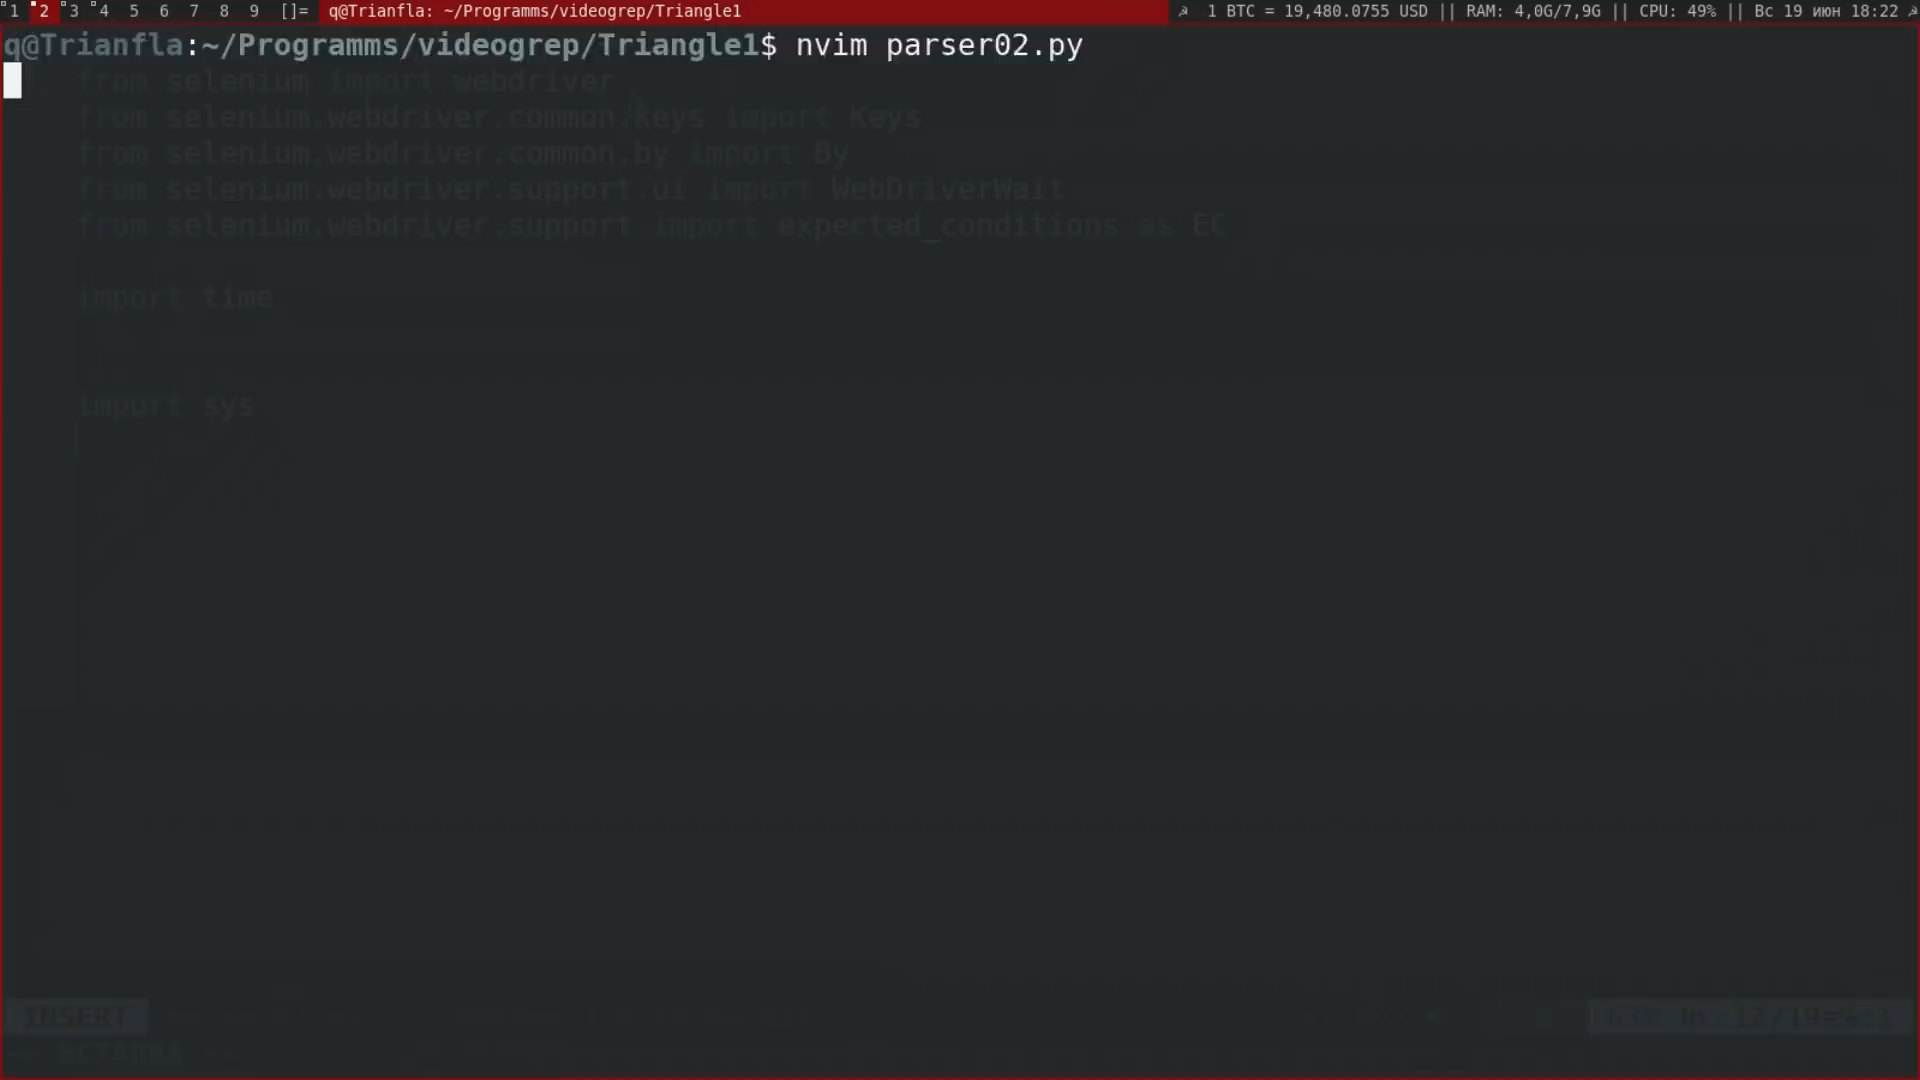 1 2 3 4 5 6 7 8 9 []= q@Trianfla: ~/Programms/videogrep/Triangle1 1 BTC = 19,480.0755 USD || RAM: 4,0G/7,9G || CPU: 49% || Вс 19 июн 18:22
q@Trianfla:~/Programms/videogrep/Triangle1$ nvim parser02.py
from selenium import webdriver
from selenium.webdriver.common.keys import Keys
from selenium.webdriver.common.by import By
from selenium.webdriver.support.ui import WebDriverWait
from selenium.webdriver.support import expected_conditions as EC
import time
import sys
INSERT
-- ВСТАВКА --